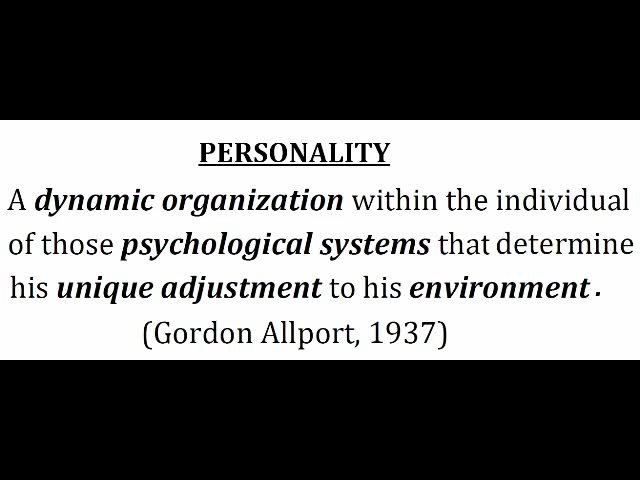 PERSONALITY
A dynamic organization within the individual
of those psychological systems that determine
his unique adjustment to his environment.
(Gordon Allport, 1937)